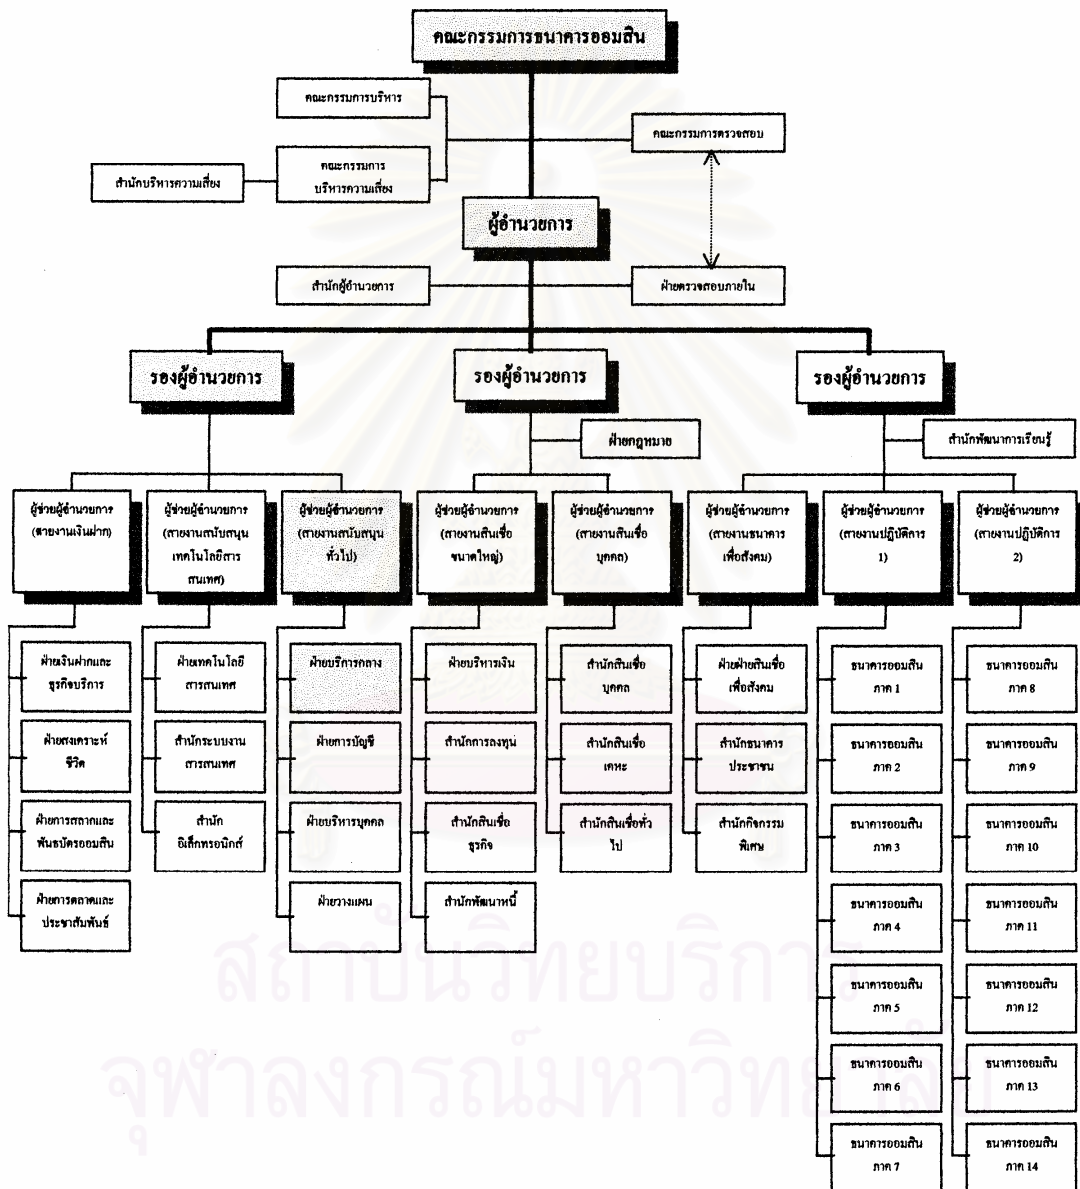 คณะกรรมการธนาคารออมสิน
คณะกรรมการบริหาร
คณะกรรมการตรวจสอบ
สำนักบริหารความเสี่ยง
คณะกรรมการ
บริหารความเสี่ยง
ผู้อำนวยการ
สำนักผู้อำนวยการ
ฝ่ายตรวจสอบภายใน
รองผู้อำนวยการ
รองผู้อำนวยการ
รองผู้อำนวยการ
ฝ่ายกฎหมาย
สำนักพัฒนาการเรียนรู้
ผู้ช่วยผู้อำนวยการ
(สายงานเงินฝาก)
ผู้ช่วยผู้อำนวยการ
(สายงานสนับสนุน
เทคโนโลยีสาร
สนเทศ)
ผู้ช่วยผู้อำนวยการ
(สายงานสนับสนุน
ทั่วไป)
ผู้ช่วยผู้อำนวยการ
(สายงานสินเชื่อ
ขนาดใหญ่)
ผู้ช่วยผู้อำนวยการ
(สายงานสินเชื่อ
บุคคล)
ผู้ช่วยผู้อำนวยการ
(สายงานธนาคาร
เพื่อสังคม)
ผู้ช่วยผู้อำนวยการ
(สายงานปฏิบัติการ
1)
ผู้ช่วยผู้อำนวยการ
(สายงานปฏิบัติการ
2)
ฝ่ายเงินฝากและ
ธุรกิจบริการ
ฝ่ายสงเคราะห์
ชีวิต
ฝ่ายการสลากและ
พันธบัตรออมสิน
ฝ่ายการตลาดและ
ประชาสัมพันธ์
ฝ่ายเทคโนโลยี
สารสนเทศ
สำนักระบบงาน
สารสนเทศ
สำนัก
อิเล็กทรอนิกส์
ฝ่ายบริการกลาง
ฝ่ายการบัญชี
ฝ่ายบริหารบุคคล
ฝ่ายวางแผน
ฝ่ายบริหารเงิน
สำนักการลงทุน
สำนักสินเชื่อ
ธุรกิจ
สำนักพัฒนาหนี้
สำนักสินเชื่อ
บุคคล
สำนักสินเชื่อ
เคหะ
สำนักสินเชื่อทั่ว
ไป
ฝ่ายฝ่ายสินเชื่อ
เพื่อสังคม
สำนักธนาคาร
ประชาชน
สำนักกิจกรรม
พิเศษ
ธนาคารออมสิน
ภาค 1
ธนาคารออมสิน
ภาค 2
ธนาคารออมสิน
ภาค 3
ธนาคารออมสิน
ภาค 4
ธนาคารออมสิน
ภาค 5
ธนาคารออมสิน
ภาค 6
ธนาคารออมสิน
ภาค 7
ธนาคารออมสิน
ภาค 8
ธนาคารออมสิน
ภาค 9
ธนาคารออมสิน
ภาค 10
ธนาคารออมสิน
ภาค 11
ธนาคารออมสิน
ภาค 12
ธนาคารออมสิน
ภาค 13
ธนาคารออมสิน
ภาค 14
สถาบันวิทยบริการ
จุฬาลงกรณ์มหาวิทยาลัย